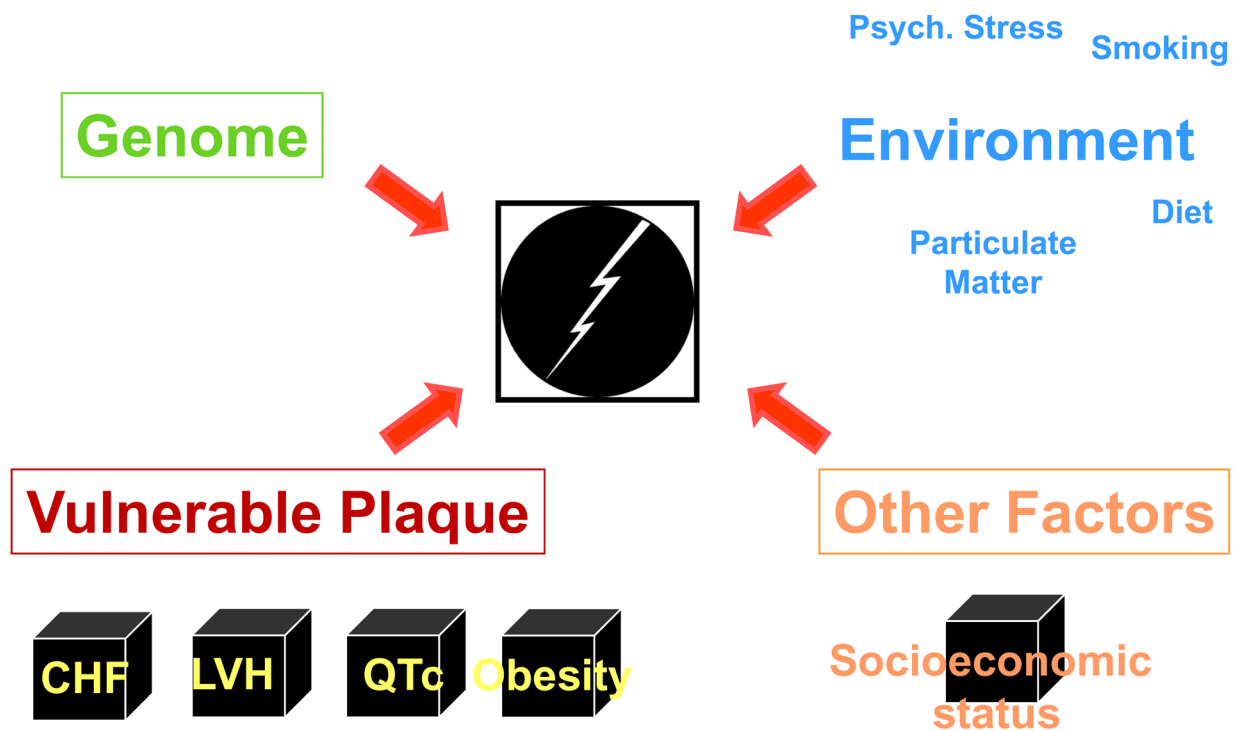 Psych. Stress
Smoking
Genome
Environment
Diet
Particulate
Matter
Vulnerable Plaque
Other Factors
CHF
LVH
QTc
Obesity
Socioeconomic
status